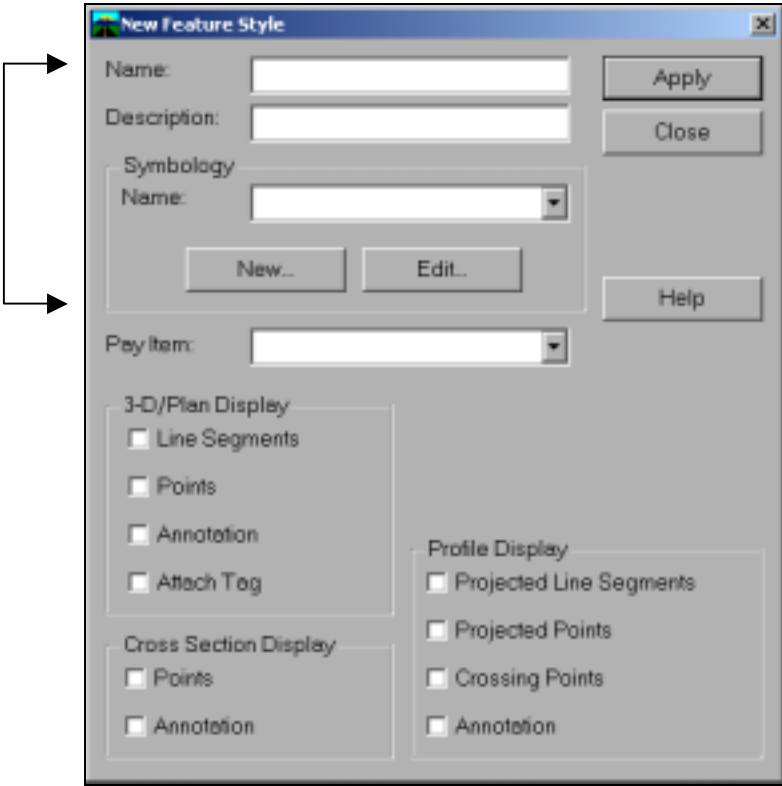 New Feature Style
Name:
Apply
Description:
Close
Symbology
Name:
New...
Edit...
Help
Pay Item:
3-D/Plan Display
Line Segments
Points
Annotation
Attach Tag
Cross Section Display
Points
Annotation
Profile Display
Projected Line Segments
Projected Points
Crossing Points
Annotation